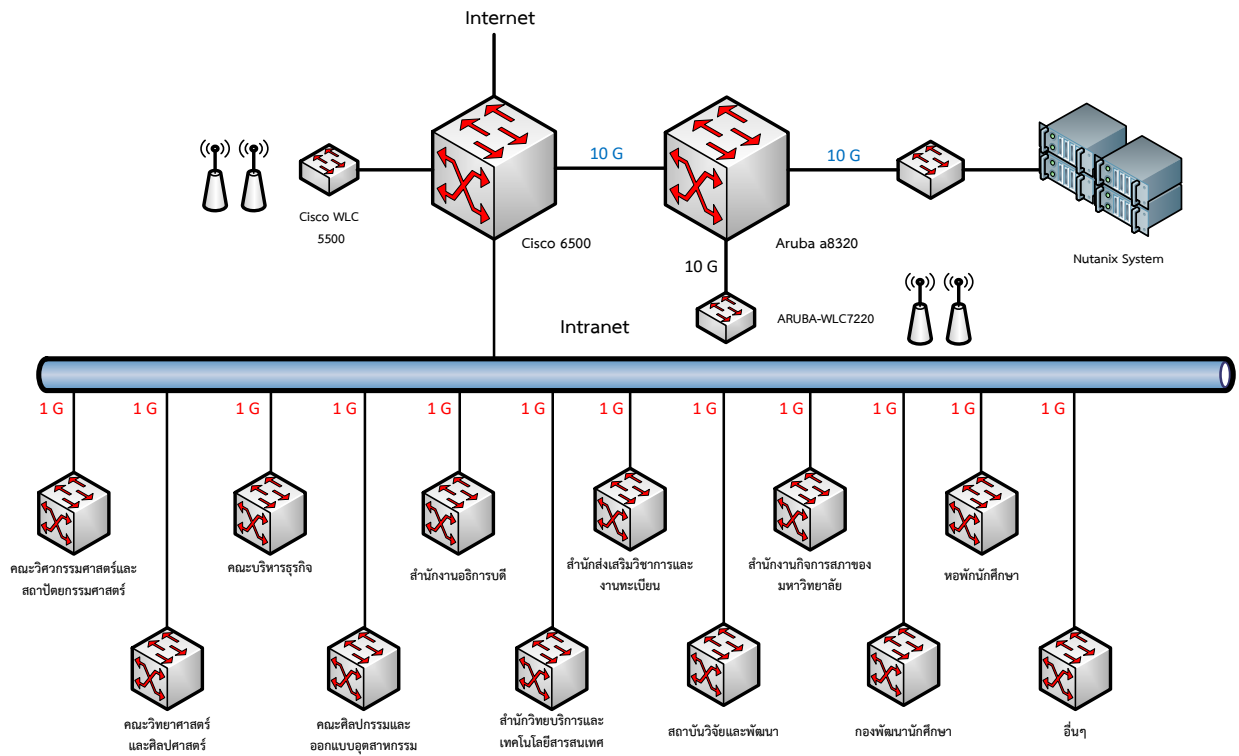 Internet
10 G
10 G
Cisco WLC
5500
Cisco 6500
Aruba a8320
Nutanix System
10 G
ARUBA-WLC7220
Intranet
1 G
1 G
1 G
1 G
1 G
1 G
1 G
1 G
1 G
1 G
1 G
1 G
คณะวิศวกรรมศาสตร์และ
สถาปัตยกรรมศาสตร์
คณะบริหารธุรกิจ
สำนักงานอธิการบดี
สำนักส่งเสริมวิชาการและ
งานทะเบียน
สำนักงานกิจการสภาของ
มหาวิทยาลัย
หอพักนักศึกษา
คณะวิทยาศาสตร์
และศิลปศาสตร์
คณะศิลปกรรมและ
ออกแบบอุตสาหกรรม
สำนักวิทยบริการและ
เทคโนโลยีสารสนเทศ
สถาบันวิจัยและพัฒนา
กองพัฒนานักศึกษา
อื่นๆ